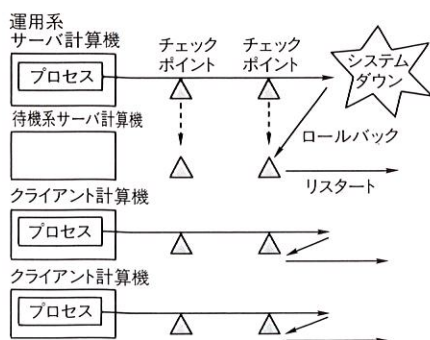 運用系
サーバ計算機
プロセス
チェック
ポイント
チェック
ポイント
システム
ダウン
待機系サーバ計算機
ロールバック
リスタート
クライアント計算機
プロセス
クライアント計算機
プロセス